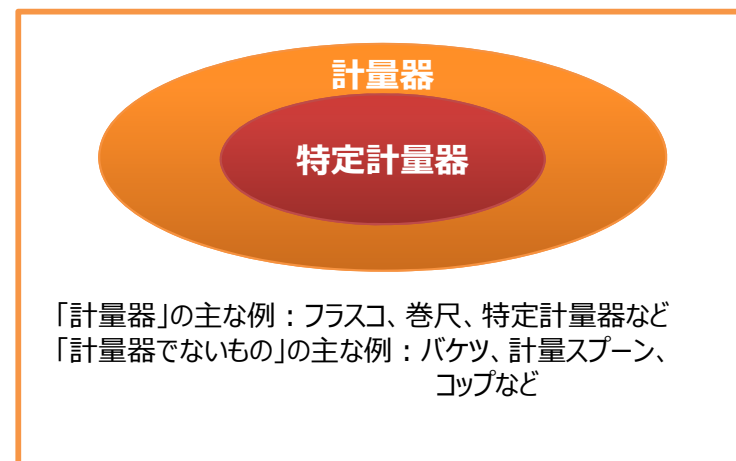 計量器
特定計量器
「計量器」の主な例：フラスコ、巻尺、特定計量器など
「計量器でないもの」の主な例：バケツ、計量スプーン、
コップなど